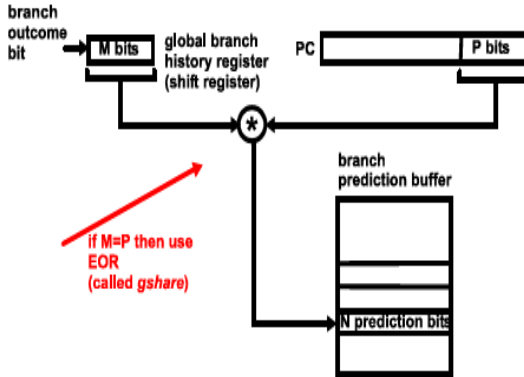 branch
outcome
bit
M bits
global branch
history register
(shift register)
PC
P bits
*
branch
prediction buffer
if M=P then use
EOR
(called gshare)
N prediction bits